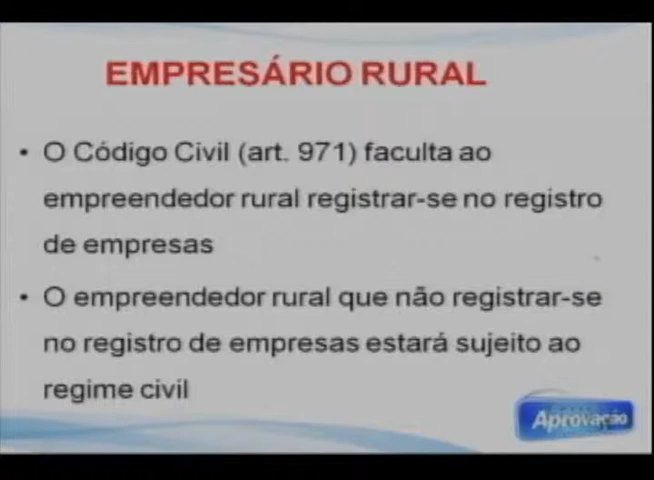 EMPRESÁRIO RURAL
• O Código Civil (art. 971) faculta ao
empreendedor rural registrar-se no registro
de empresas
• O empreendedor rural que não registrar-se
no registro de empresas estará sujeito ao
regime civil
Aprovação